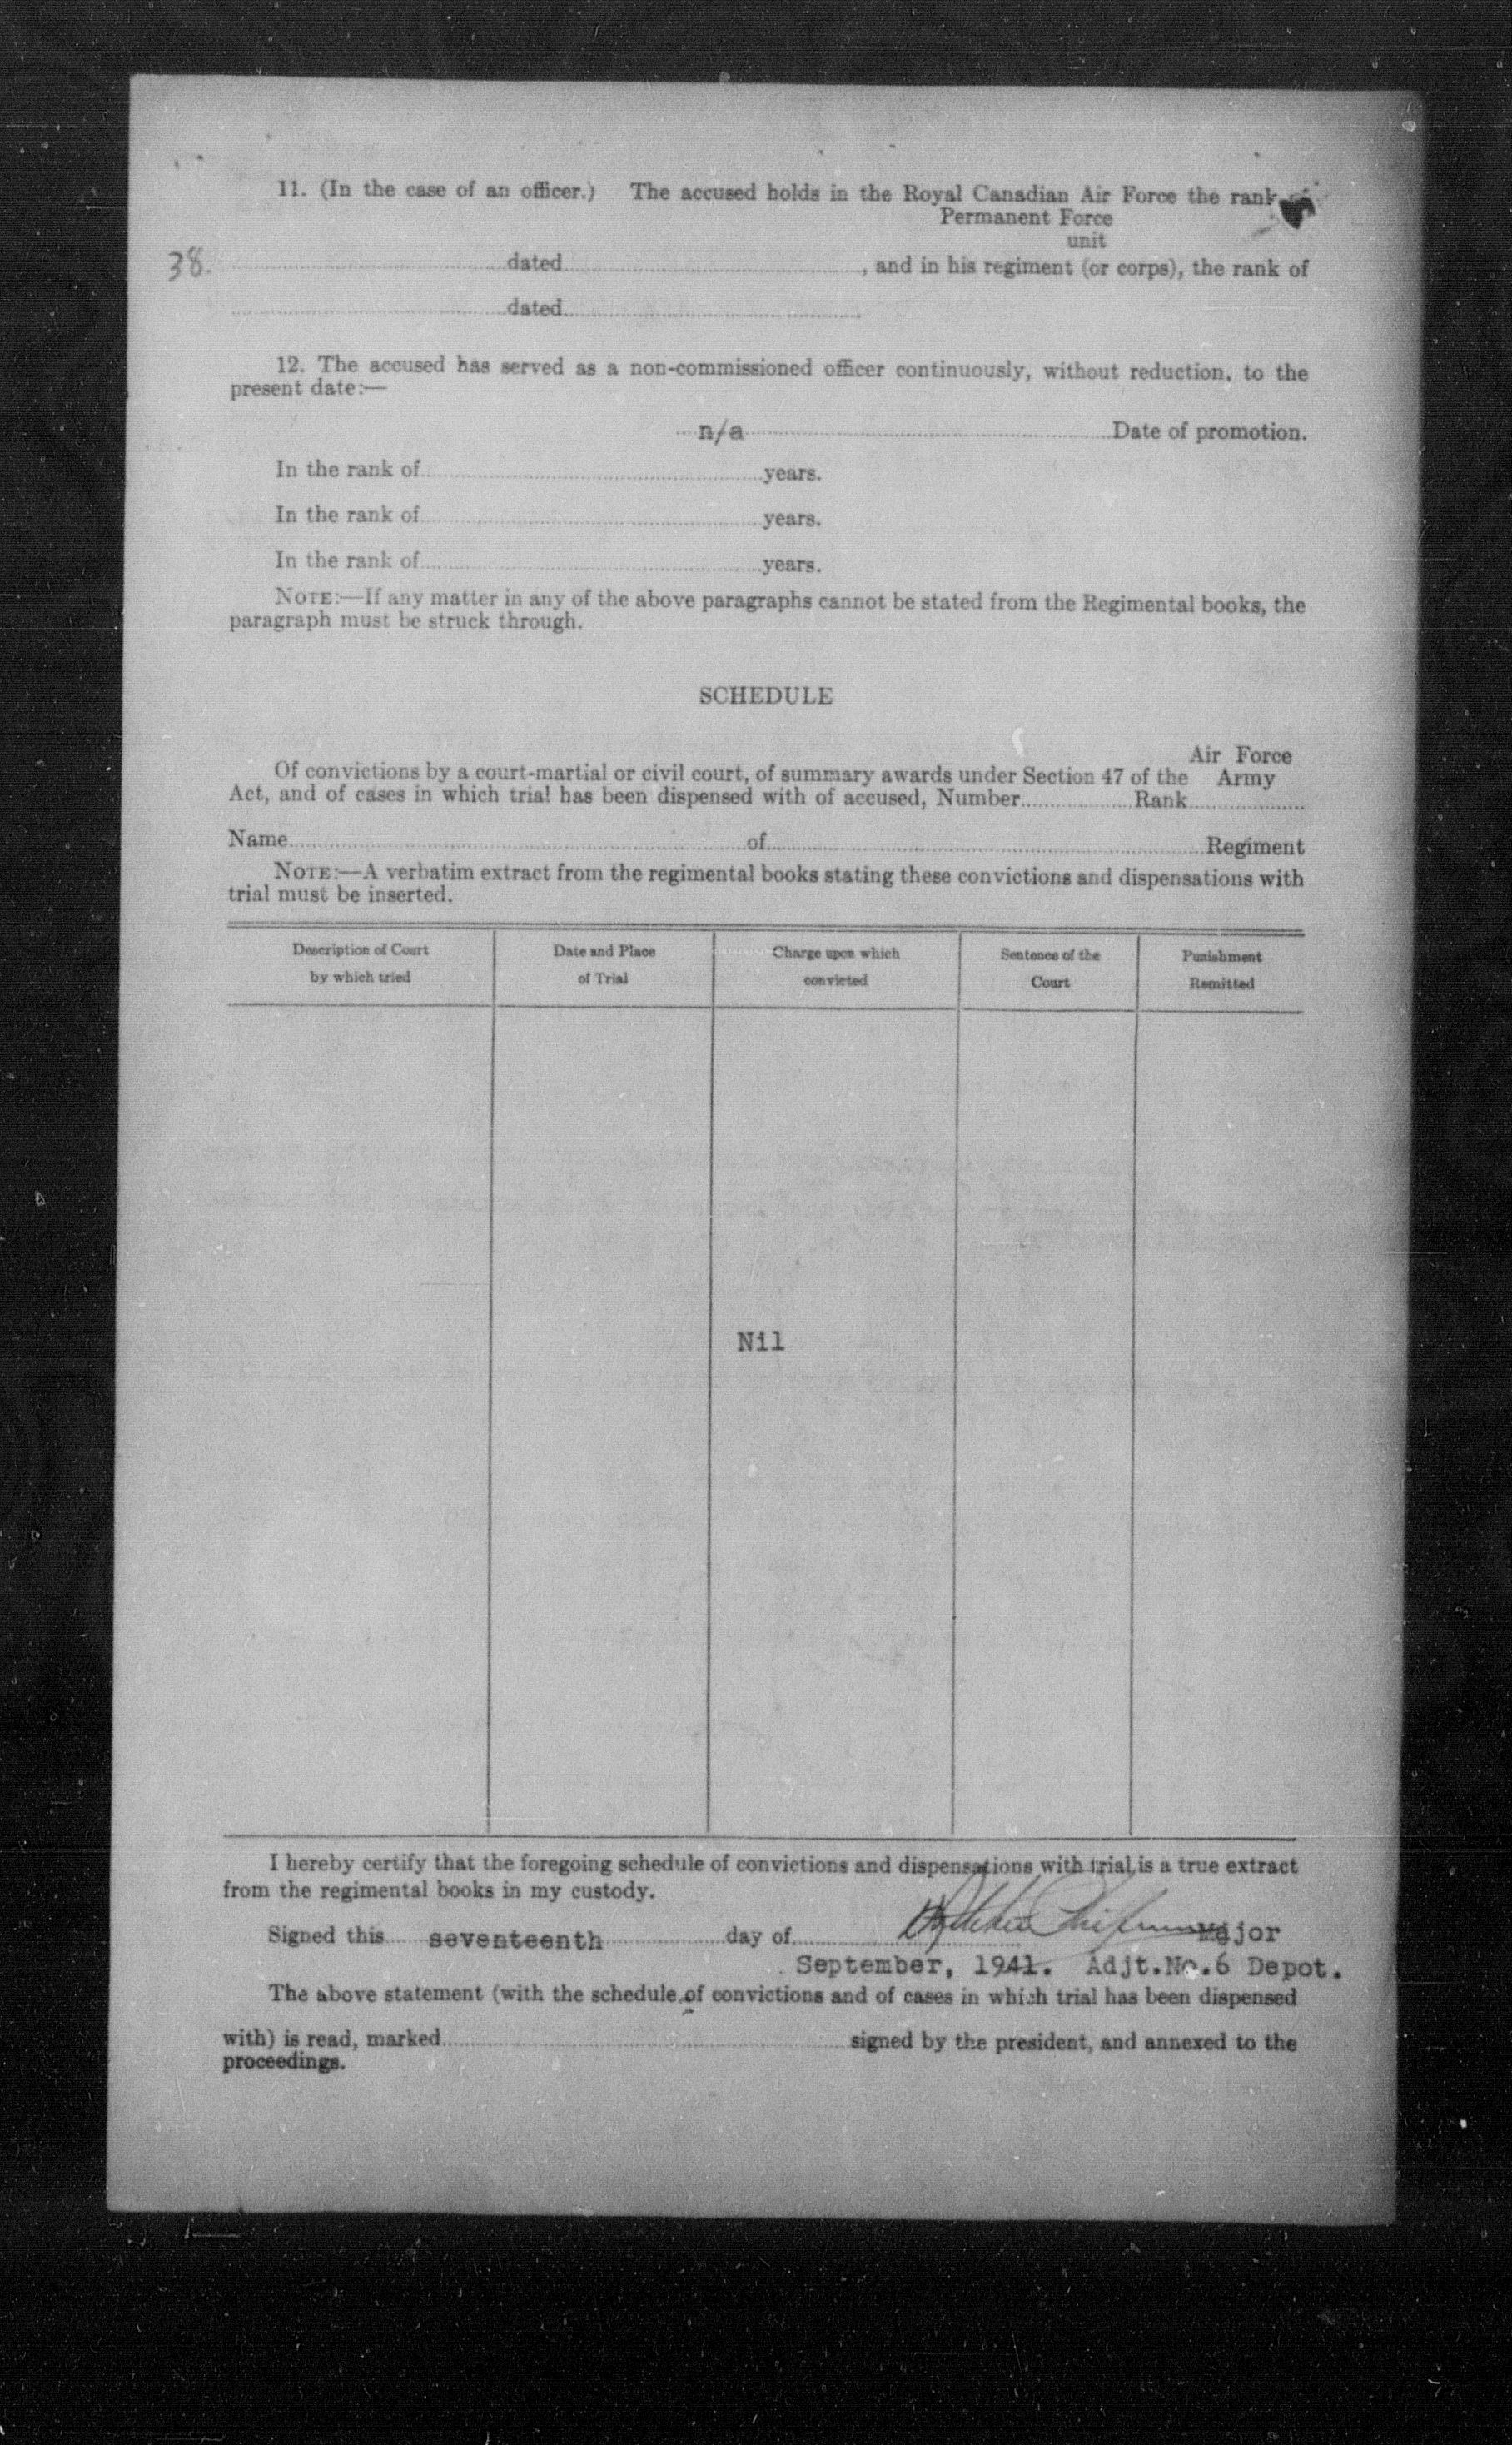 11. (In the case of an officer.) The accused holds in the Royal Canadian Air Force the rank
Permanent Force
unit
38. dated , and in his regiment (or corps), the rank of
dated
12. The accused has served as a non-commissioned officer continuously, without reduction, to the
present date:—
n/a Date of promotion.
In the rank of years.
In the rank of years.
In the rank of years.
NOTE:—If any matter in any of the above paragraphs cannot be stated from the Regimental books, the
paragraph must be struck through.
SCHEDULE
Air Force
Of convictions by a court-martial or civil court, of summary awards under Section 47 of the Army
Act, and of cases in which trial has been dispensed with of accused, Number Rank
Name of Regiment
NOTE:—A verbatim extract from the regimental books stating these convictions and dispensations with
trial must be inserted.
Description of Court Date and Place Charge upon which Sentence of the Punishment
by which tried of Trial convicted Court Remitted
Nil
I hereby certify that the foregoing schedule of convictions and dispensations with trial is a true extract
from the regimental books in my custody.
Signed this seventeenth day of Major
September, 1941. Adjt.No.6 Depot.
The above statement (with the schedule of convictions and of cases in which trial has been dispensed
with) is read, marked signed by the president, and annexed to the
proceedings.